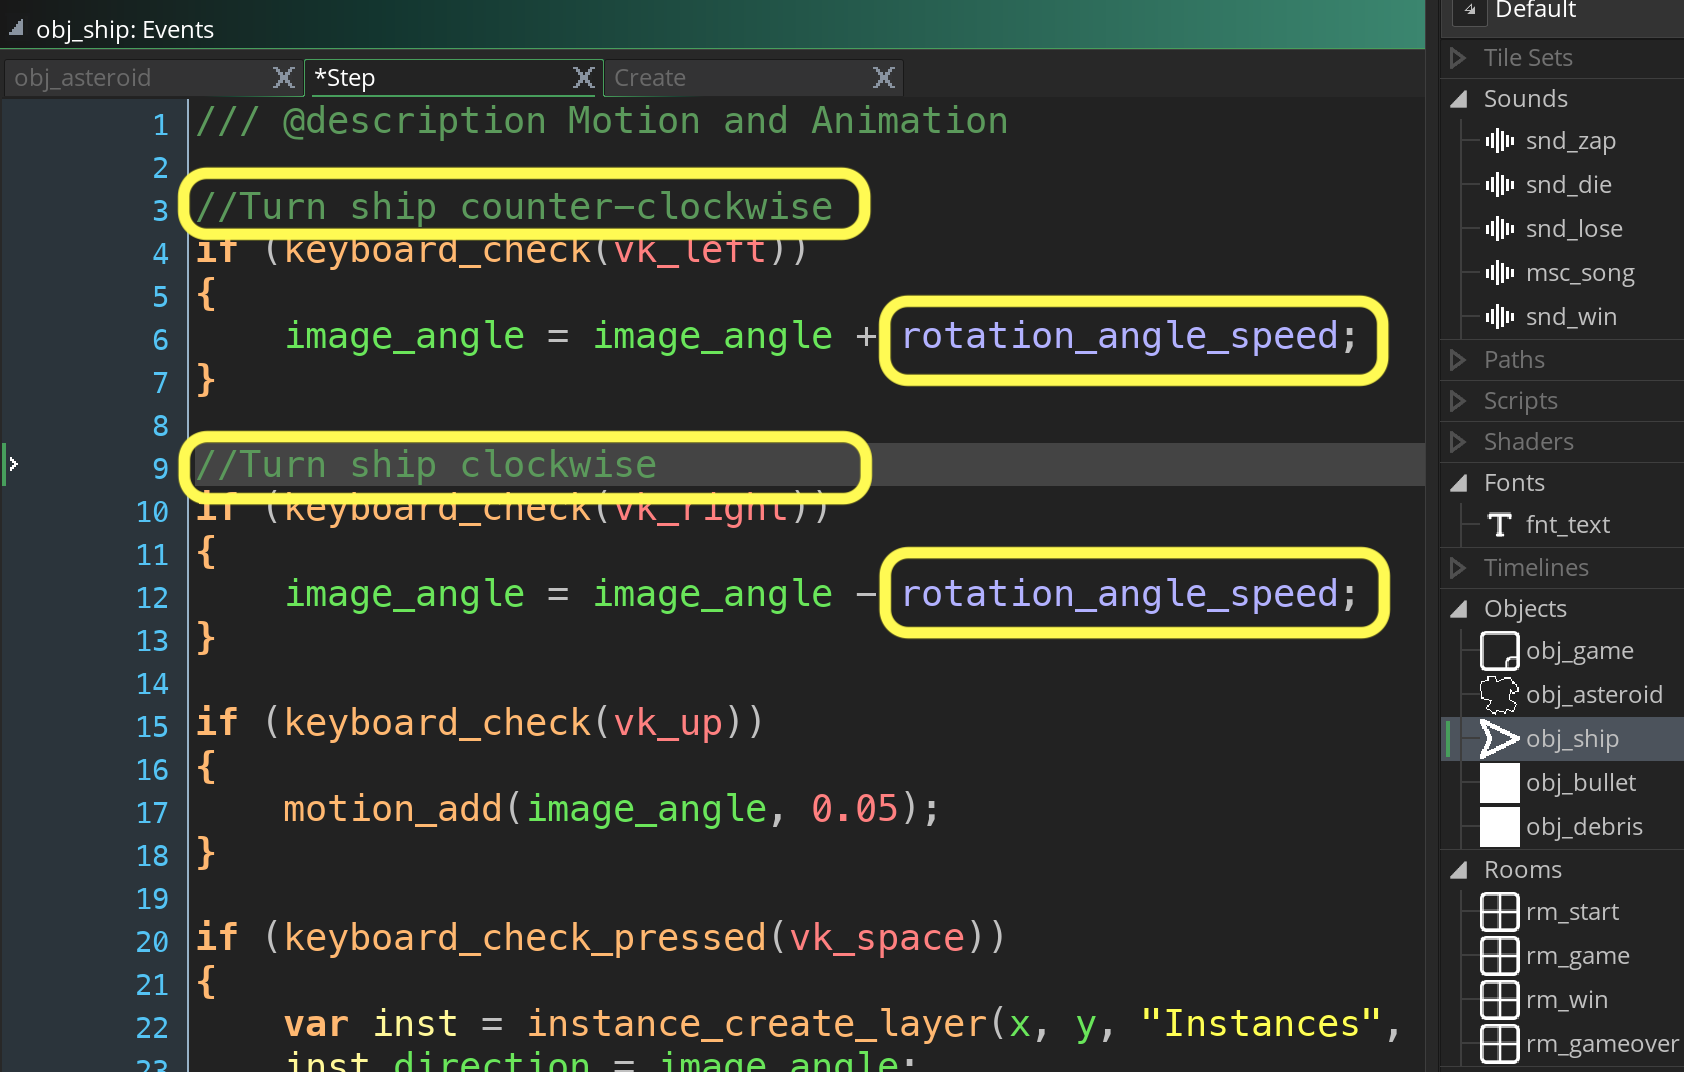 obj_ship: Events
obj_asteroid
*Step
Create
1 /// @description Motion and Animation
2
3 //Turn ship counter-clockwise
4 if (keyboard_check(vk_left))
5 {
6 image_angle = image_angle + rotation_angle_speed;
7 }
8
9 //Turn ship clockwise
10 if (keyboard_check(vk_right))
11 {
12 image_angle = image_angle - rotation_angle_speed;
13 }
14
15 if (keyboard_check(vk_up))
16 {
17 motion_add(image_angle, 0.05);
18 }
19
20 if (keyboard_check_pressed(vk_space))
21 {
22 var inst = instance_create_layer(x, y, "Instances",
23 inst.direction = image_angle;
Default
Tile Sets
Sounds
snd_zap
snd_die
snd_lose
msc_song
snd_win
Paths
Scripts
Shaders
Fonts
fnt_text
Timelines
Objects
obj_game
obj_asteroid
obj_ship
obj_bullet
obj_debris
Rooms
rm_start
rm_game
rm_win
rm_gameover